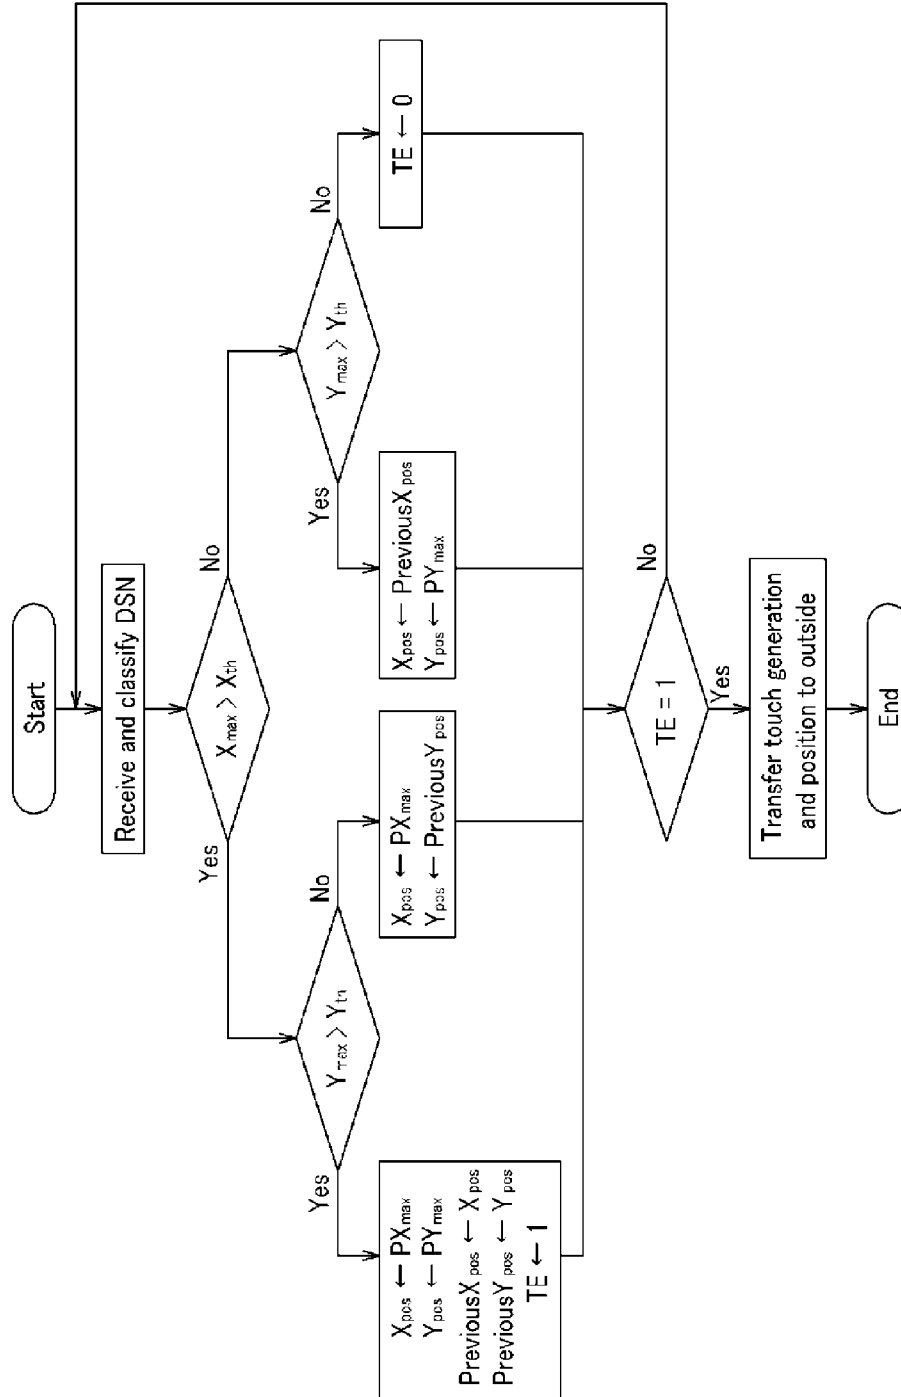 Start
Receive and classify DSN
Xmax > Xth
Yes
No
Ymax > Yth
Ymax > Yth
Yes
No
Yes
No
Xpos ← PXmax
Ypos ← PYmax
PreviousXpos ← Xpos
PreviousYpos ← Ypos
TE ← 1
Xpos ← PXmax
Ypos ← PreviousYpos
Xpos ← PreviousXpos
Ypos ← PYmax
TE ← 0
TE = 1
No
Yes
Transfer touch generation
and position to outside
End